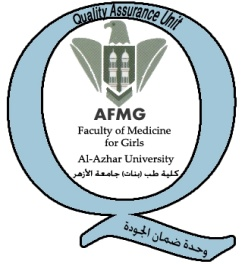 Quality Assurance Unit
AFMG
Faculty of Medicine
for Girls
Al-Azhar University
كلية طب (بنات) جامعة الأزهر
وحدة ضمان الجودة